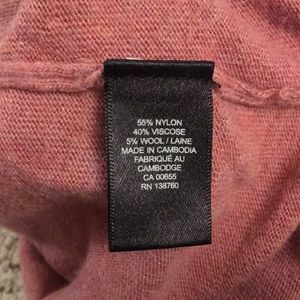 55% NYLON
40% VISCOSE
5% WOOL / LAINE
MADE IN CAMBODIA
FABRIQUÉ AU
CAMBODGE
CA 00655
RN 138760